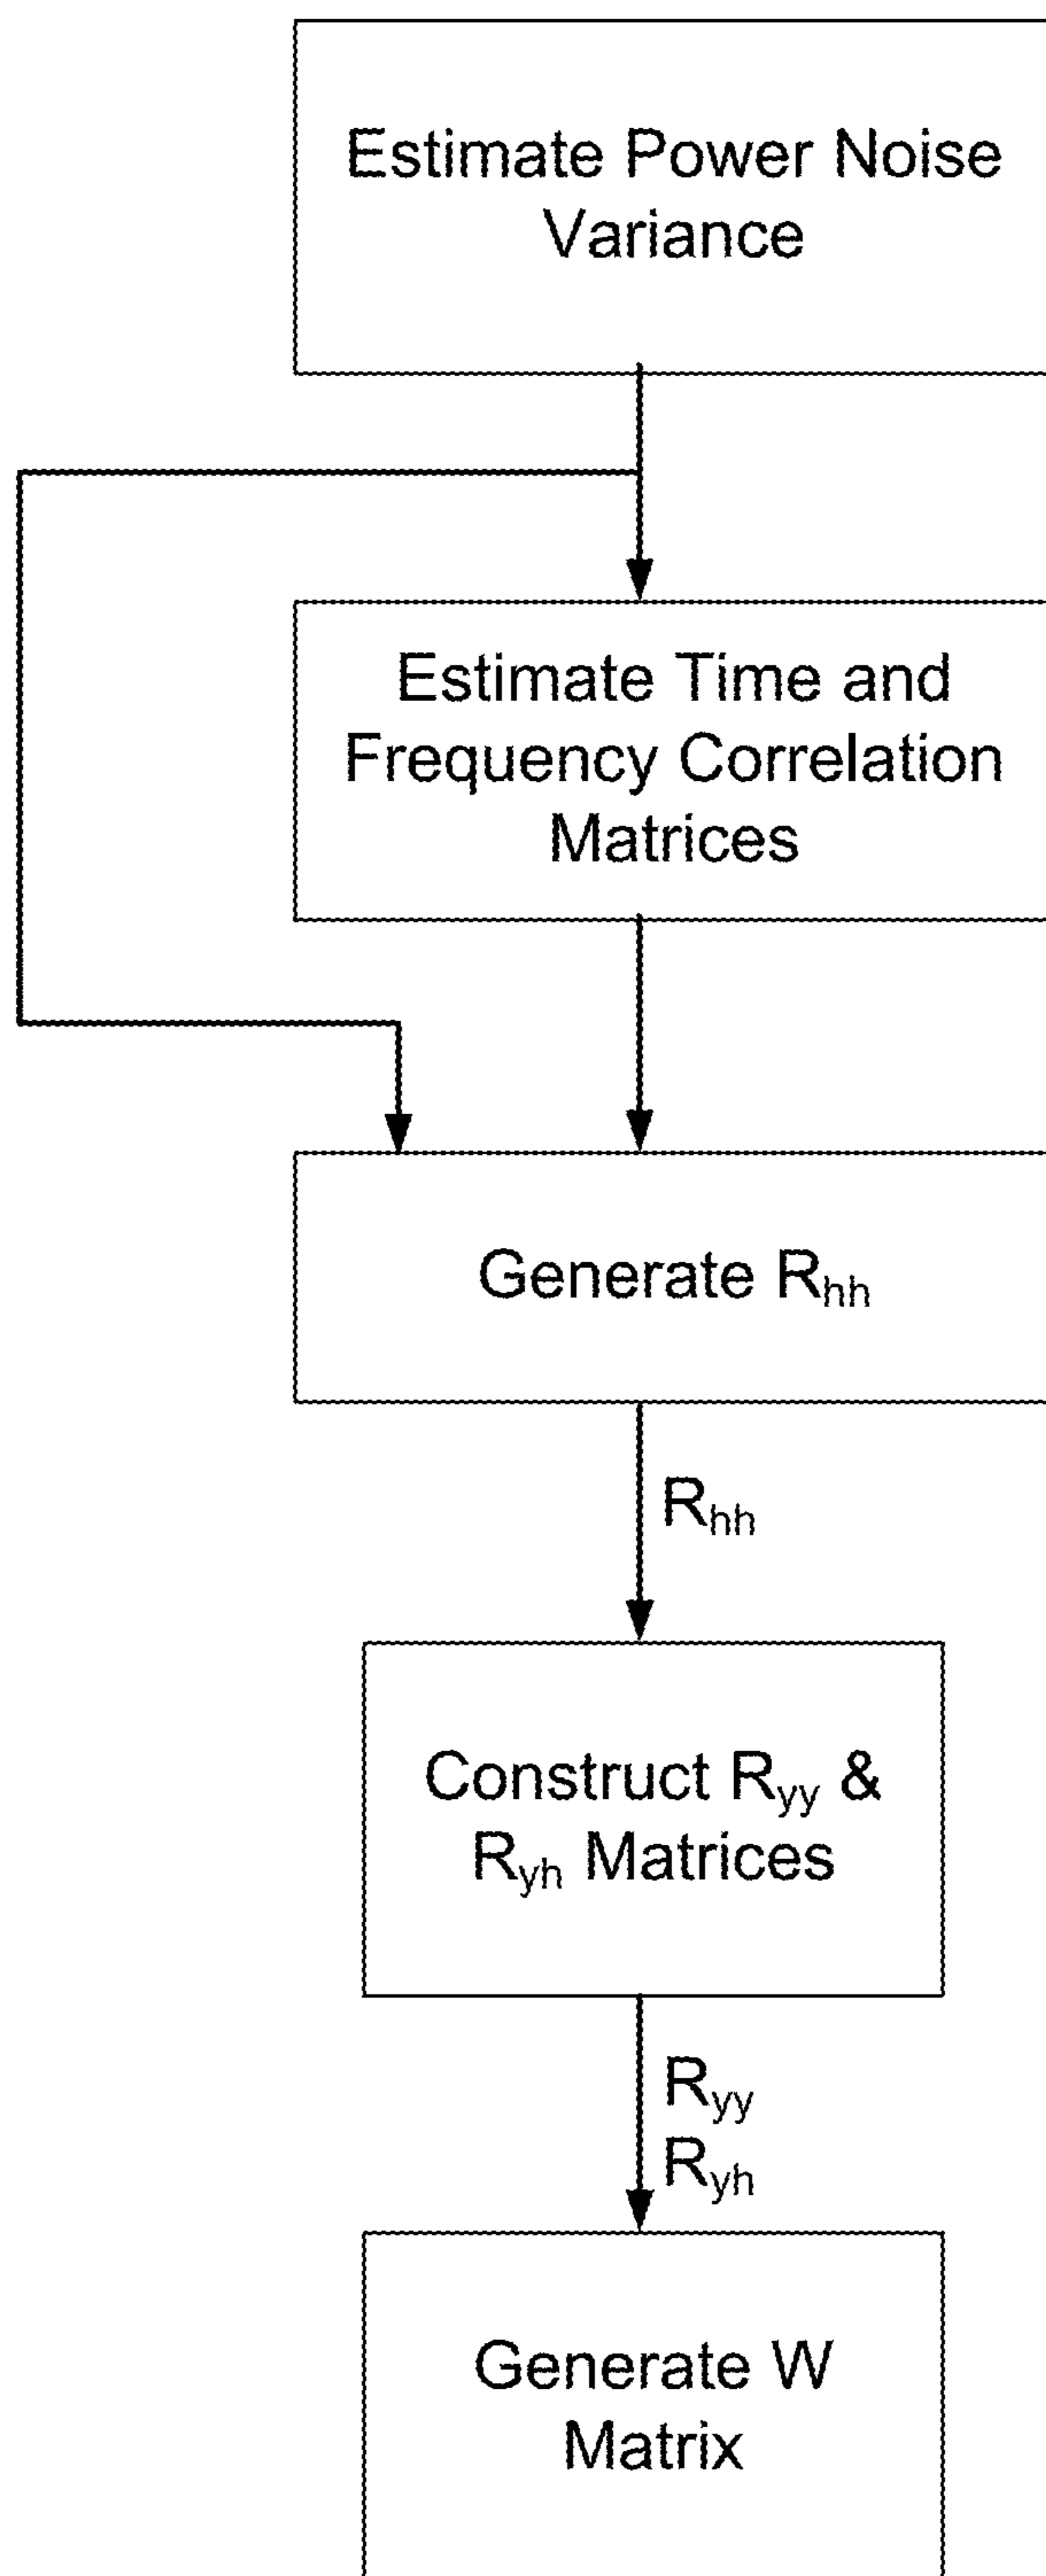 Estimate Power Noise
Variance
Estimate Time and
Frequency Correlation
Matrices
Generate Rhh
Rhh
Construct Ryy &
Ryh Matrices
Ryy
Ryh
Generate W
Matrix